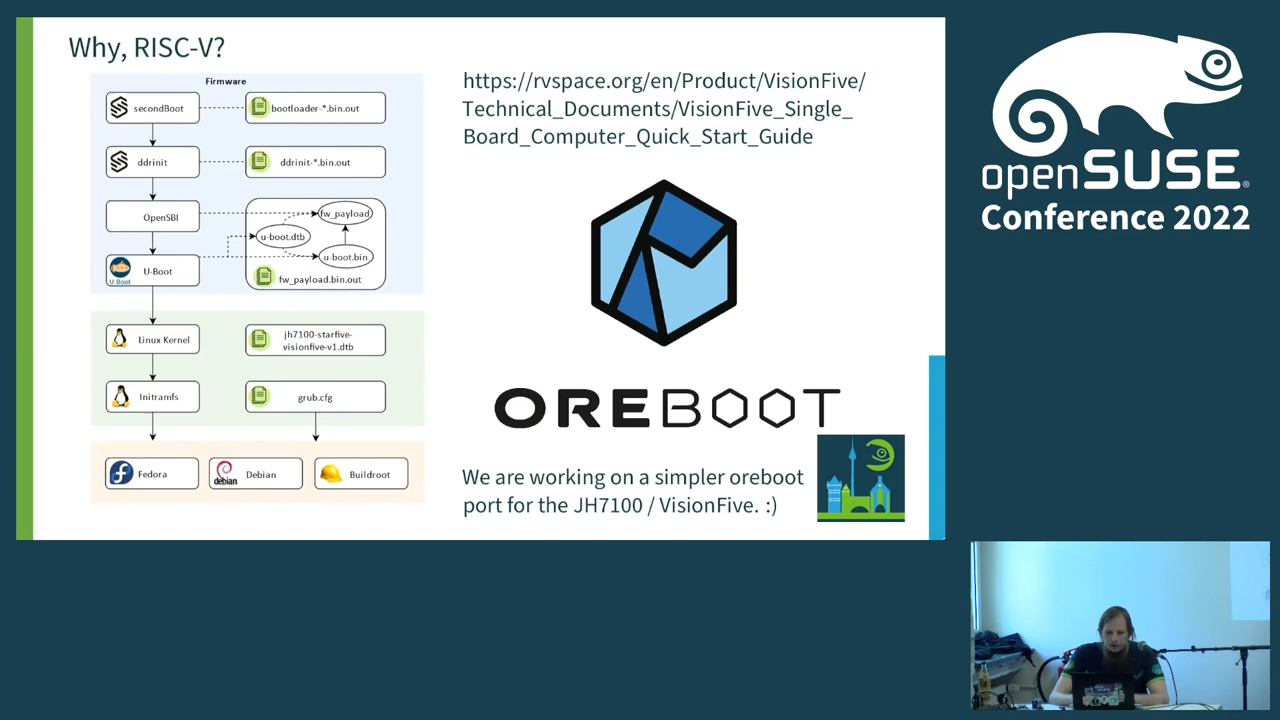 Why, RISC-V?
Firmware
secondBoot
bootloader-*.bin.out
ddrinit
ddrinit-*.bin.out
OpenSBI
fw_payload
u-boot.dtb
u-boot.bin
U-Boot
U-Boot
fw_payload.bin.out
Linux Kernel
jh7100-starfive-
visionfive-v1.dtb
Initramfs
grub.cfg
Fedora
debian
Debian
Buildroot
https://rvspace.org/en/Product/VisionFive/
Technical_Documents/VisionFive_Single_
Board_Computer_Quick_Start_Guide
OREBOOT
We are working on a simpler oreboot
port for the JH7100 / VisionFive. :)
openSUSE®
Conference 2022